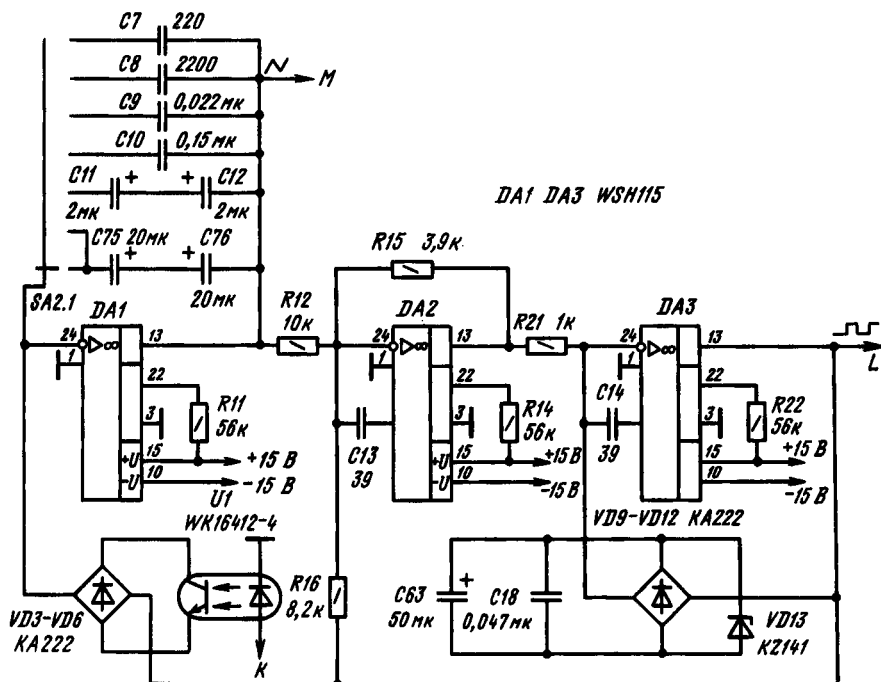 C7 220
C8 2200
M
C9 0,022мк
C10 0,15мк
C11 + + C12
2мк 2мк
DA1 DA3 WSH115
C75 20мк + + C76
20мк
R15 3,9к
SA2.1
DA1
R12
10к
DA2
R21 1к
DA3
24 ▷∞ 13
1
22
3
R11
56к
+U 15 +15 В
-U 10 -15 В
24 ▷∞ 13
1
22
3
C13
39
R14
56к
+U 15 +15 В
-U 10 -15 В
24 ▷∞ 13
L
1
22
3
C14
39
R22
56к
15 +15 В
10 -15 В
U1
WK16412-4
VD9-VD12 KA222
VD3-VD6
KA222
K
R16
8,2к
C63 +
50мк
C18
0,047мк
VD13
KZ141